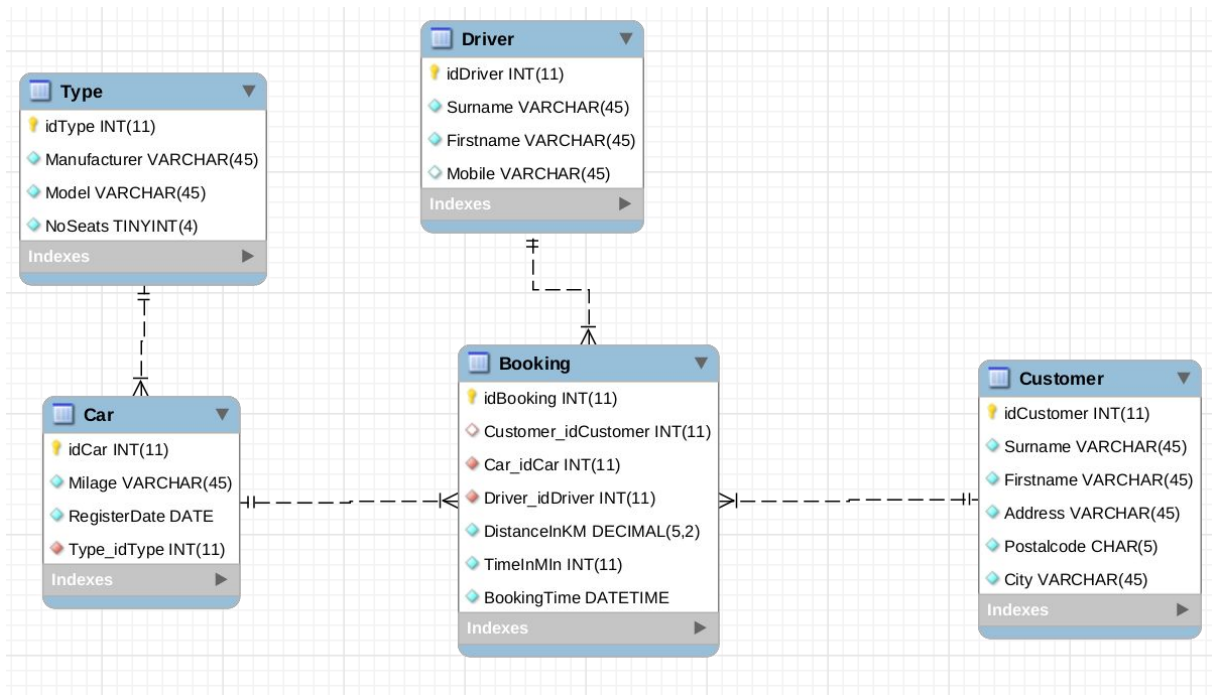 Type
idType INT(11)
Manufacturer VARCHAR(45)
Model VARCHAR(45)
NoSeats TINYINT(4)
Indexes
Driver
idDriver INT(11)
Surname VARCHAR(45)
Firstname VARCHAR(45)
Mobile VARCHAR(45)
Indexes
Car
idCar INT(11)
Milage VARCHAR(45)
RegisterDate DATE
Type_idType INT(11)
Indexes
Booking
idBooking INT(11)
Customer_idCustomer INT(11)
Car_idCar INT(11)
Driver_idDriver INT(11)
DistanceInKM DECIMAL(5,2)
TimeInMIn INT(11)
BookingTime DATETIME
Indexes
Customer
idCustomer INT(11)
Surname VARCHAR(45)
Firstname VARCHAR(45)
Address VARCHAR(45)
Postalcode CHAR(5)
City VARCHAR(45)
Indexes